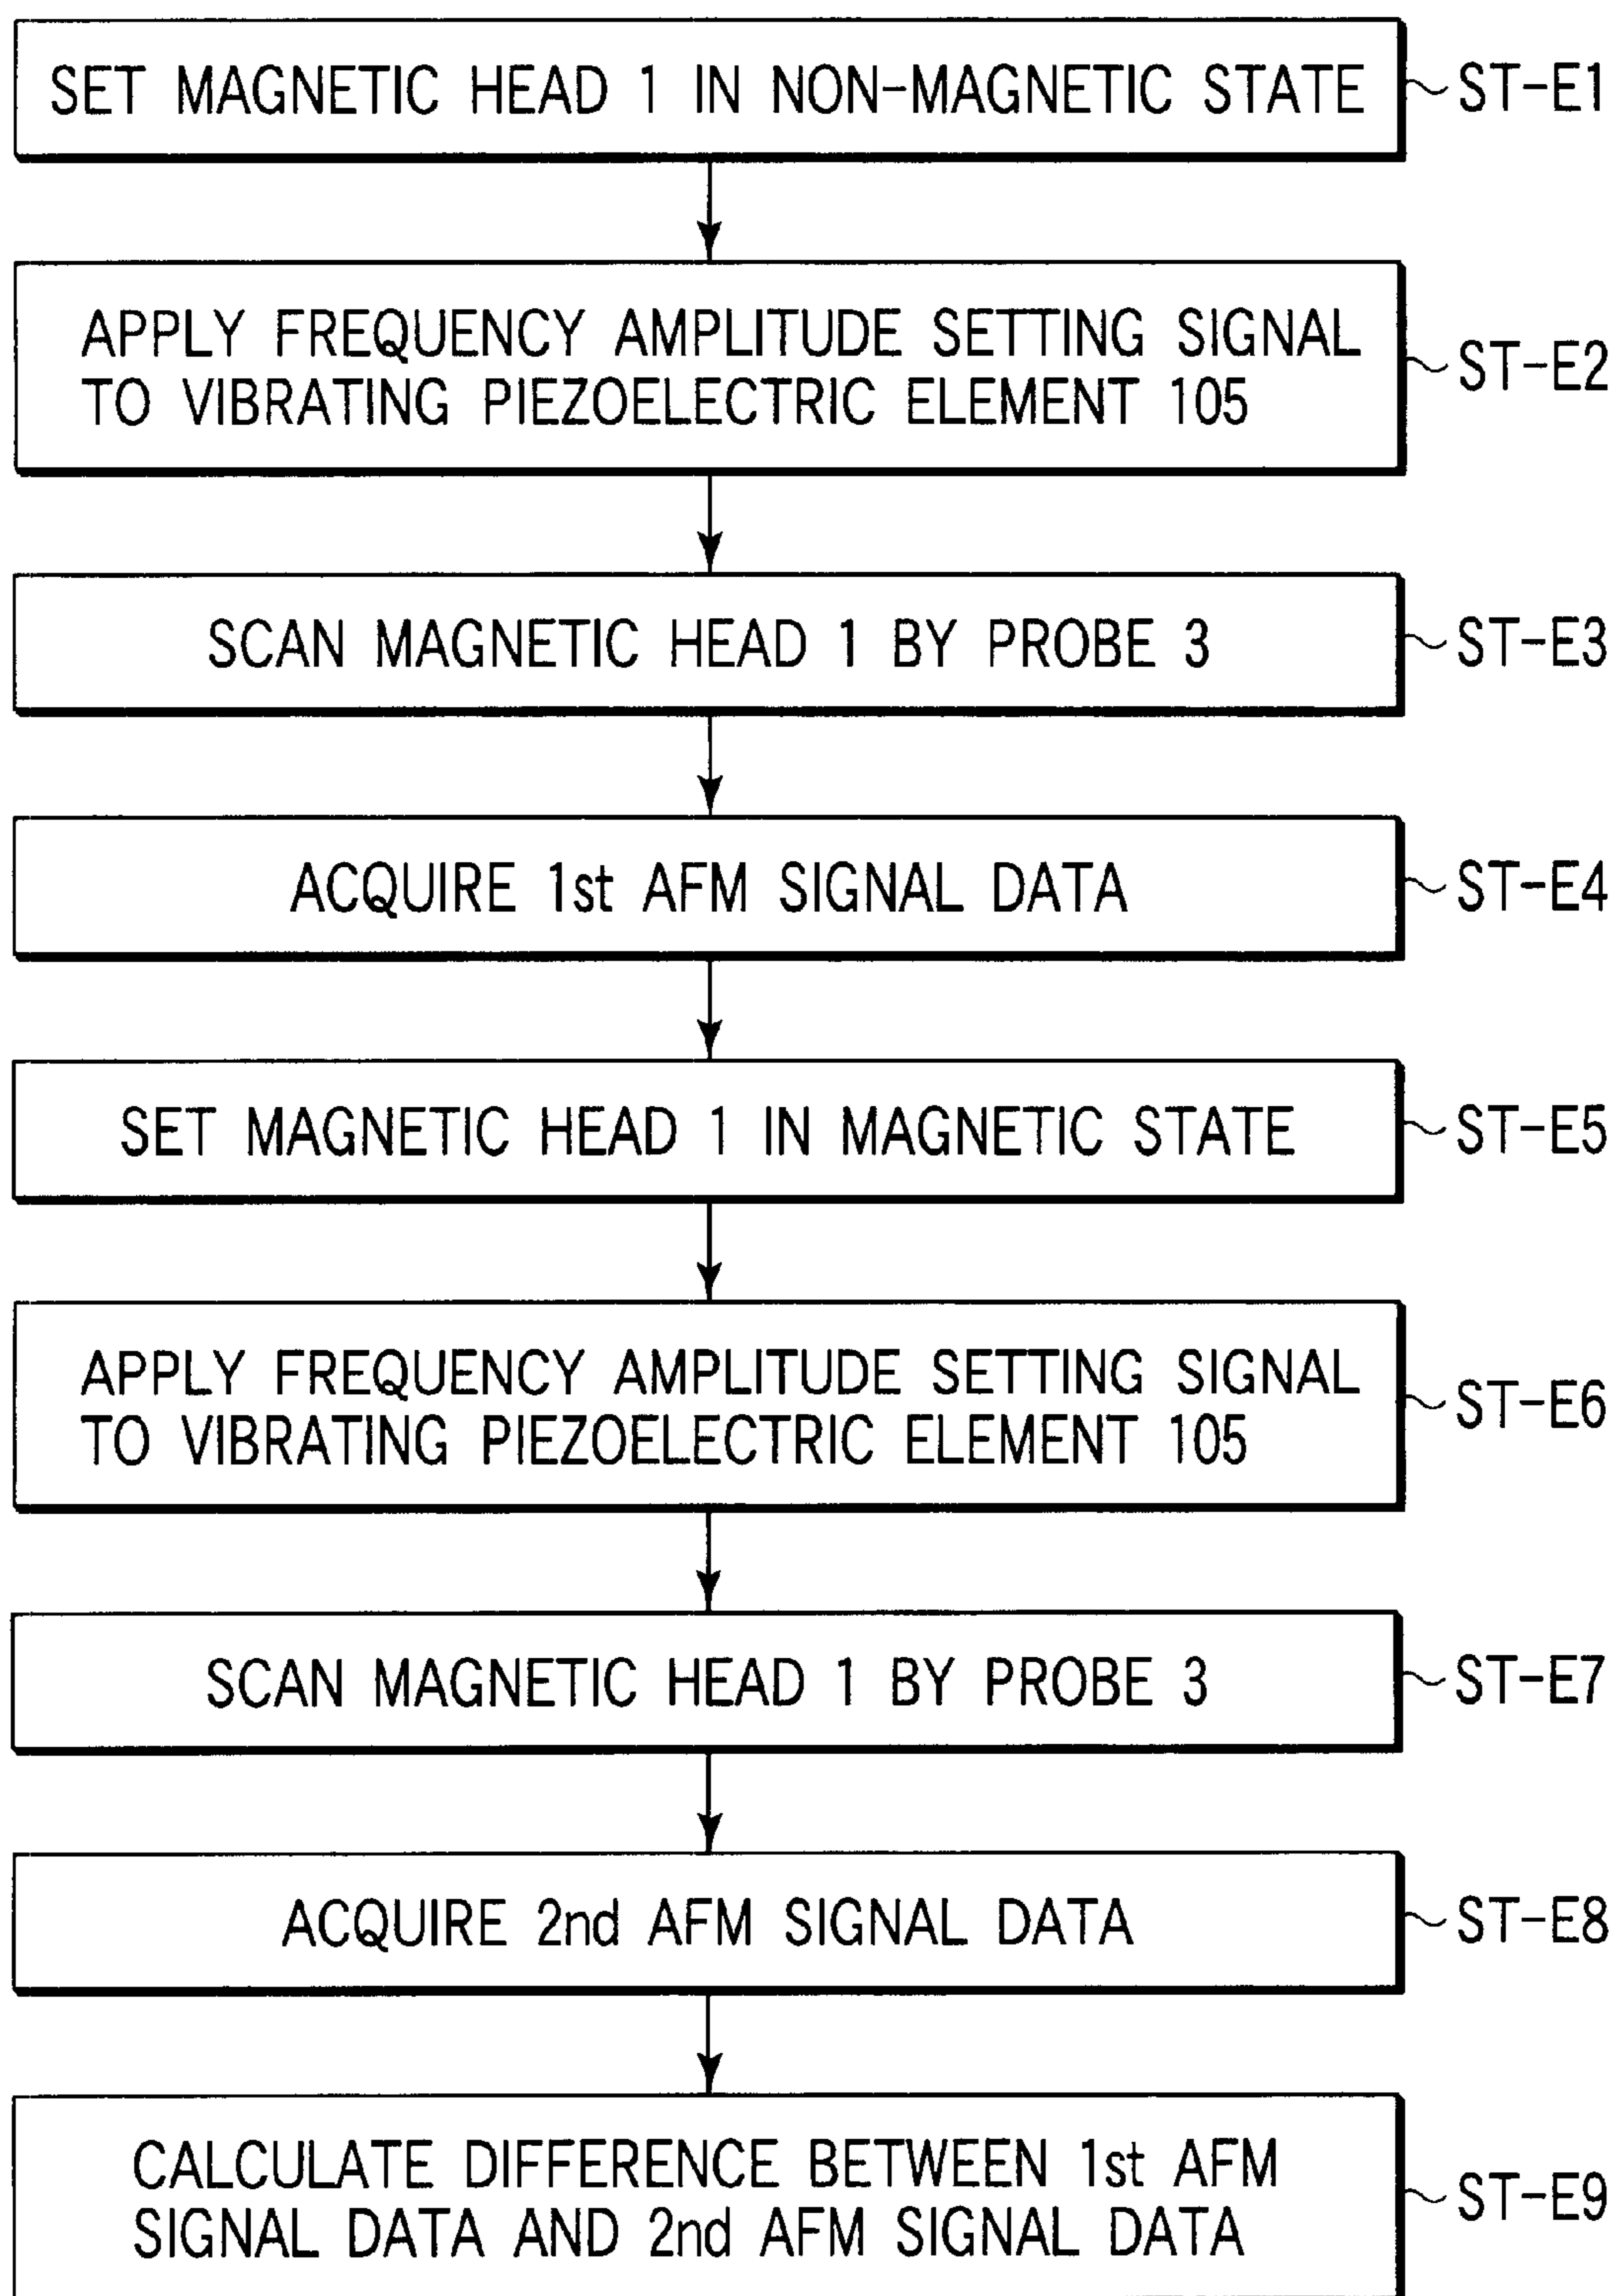 SET MAGNETIC HEAD 1 IN NON-MAGNETIC STATE
ST-E1
APPLY FREQUENCY AMPLITUDE SETTING SIGNAL
TO VIBRATING PIEZOELECTRIC ELEMENT 105
ST-E2
SCAN MAGNETIC HEAD 1 BY PROBE 3
ST-E3
ACQUIRE 1st AFM SIGNAL DATA
ST-E4
SET MAGNETIC HEAD 1 IN MAGNETIC STATE
ST-E5
APPLY FREQUENCY AMPLITUDE SETTING SIGNAL
TO VIBRATING PIEZOELECTRIC ELEMENT 105
ST-E6
SCAN MAGNETIC HEAD 1 BY PROBE 3
ST-E7
ACQUIRE 2nd AFM SIGNAL DATA
ST-E8
CALCULATE DIFFERENCE BETWEEN 1st AFM
SIGNAL DATA AND 2nd AFM SIGNAL DATA
ST-E9